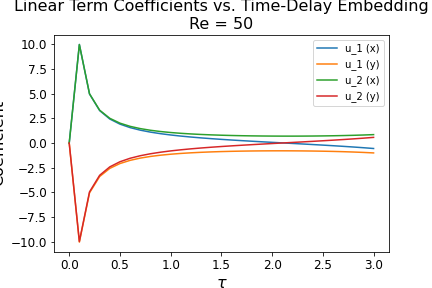 Linear Term Coefficients vs. Time-Delay Embedding
Re = 50
Coefficient
10.0
7.5
5.0
2.5
0.0
−2.5
−5.0
−7.5
−10.0
u_1 (x)
u_1 (y)
u_2 (x)
u_2 (y)
0.0 0.5 1.0 1.5 2.0 2.5 3.0
τ